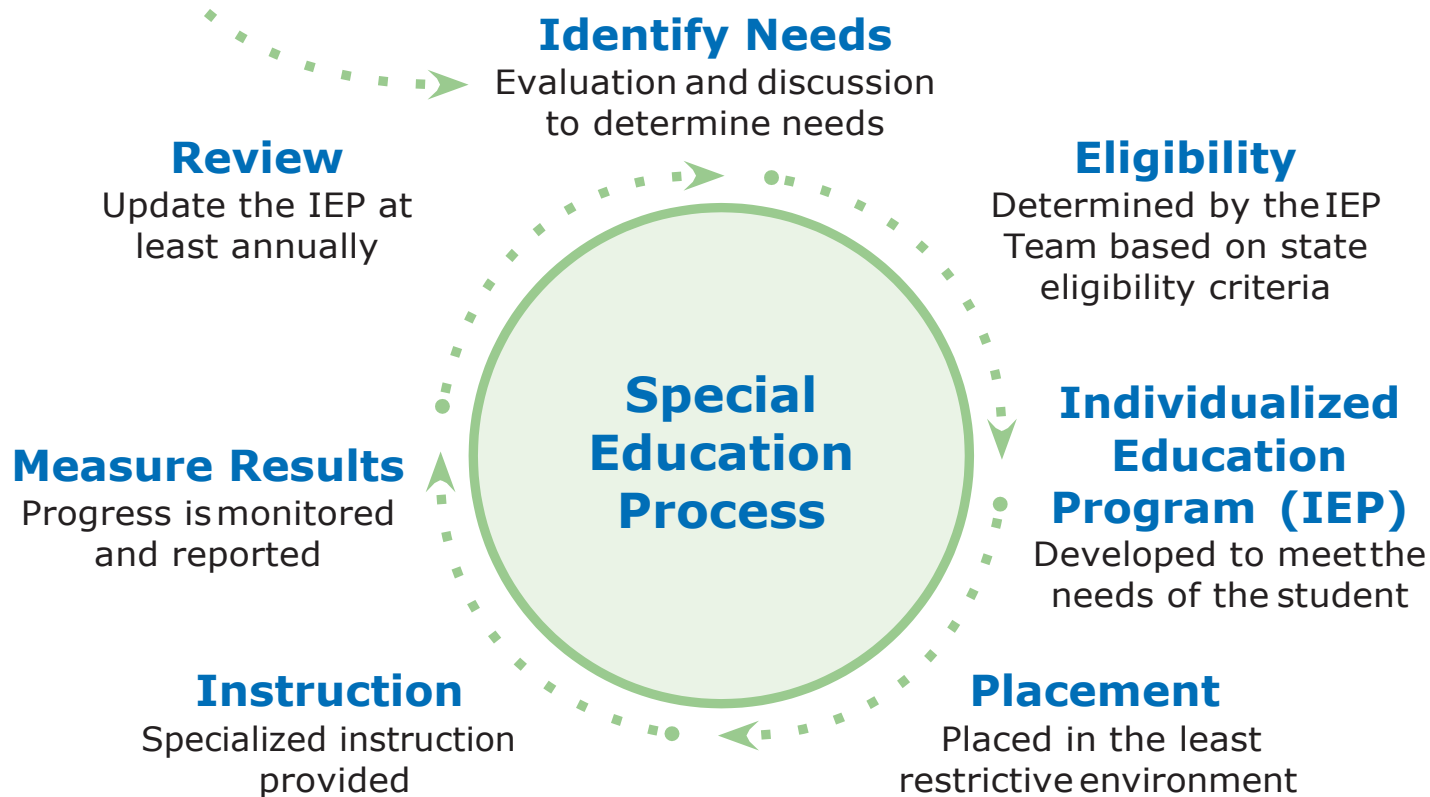 Identify Needs
Evaluation and discussion
to determine needs
Eligibility
Determined by the IEP
Team based on state
eligibility criteria
Individualized
Education
Program (IEP)
Developed to meet the
needs of the student
Placement
Placed in the least
restrictive environment
Instruction
Specialized instruction
provided
Measure Results
Progress is monitored
and reported
Review
Update the IEP at
least annually
Special
Education
Process